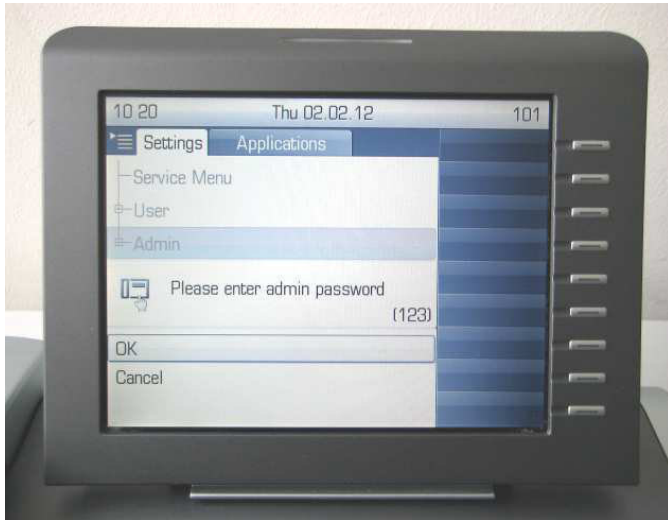 10 20 Thu 02.02.12 101
Settings Applications
Service Menu
User
Admin
Please enter admin password
(123)
OK
Cancel